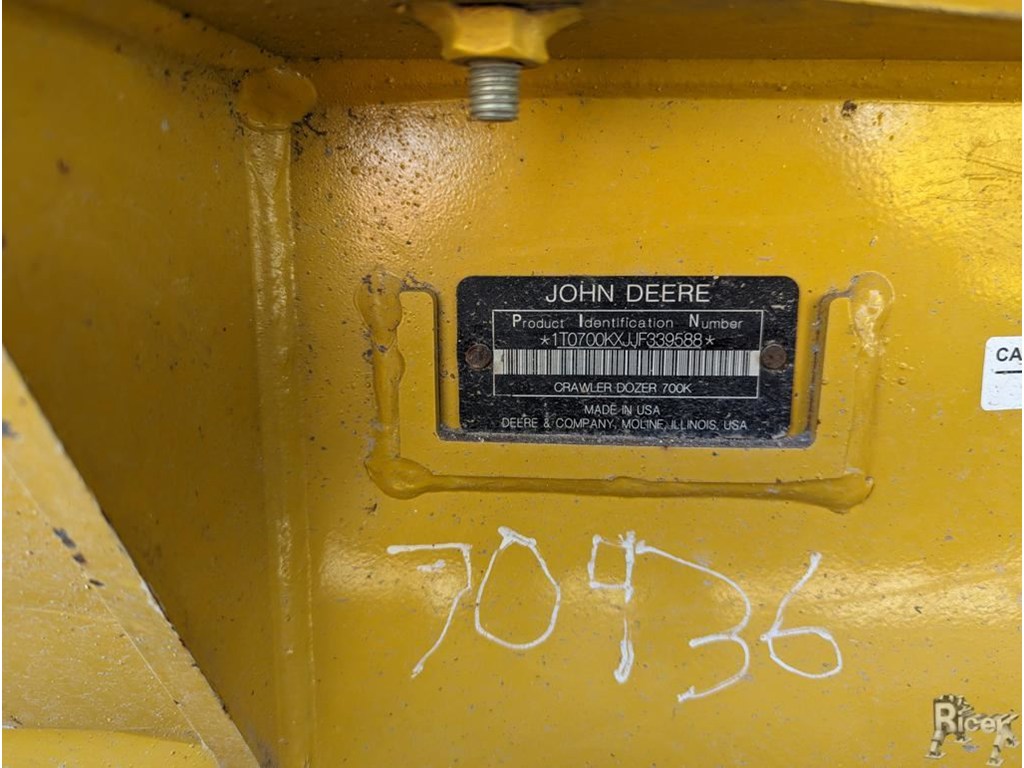 JOHN DEERE
Product Identification Number
*1T0700KXJJF339588*
CRAWLER DOZER 700K
MADE IN USA
DEERE & COMPANY, MOLINE, ILLINOIS, USA
CA
70936
Ricer